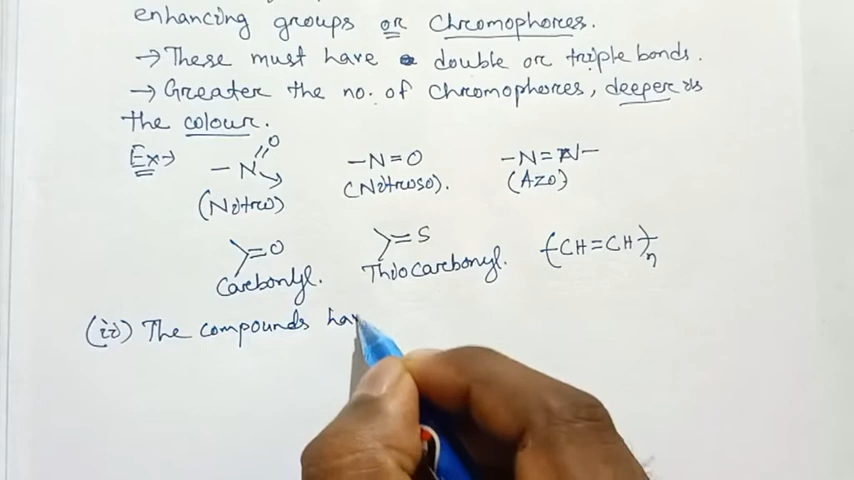 enhancing groups or Chromophores.
→ These must have double or triple bonds.
→ Greater the no. of Chromophores, deeper is
the colour.
Ex→ -N=O -N=O -N=N-
(Nitro) (Nitroso). (Azo)
=O =S (CH=CH)n
Carbonyl. Thiocarbonyl.
(ii) The compounds hav